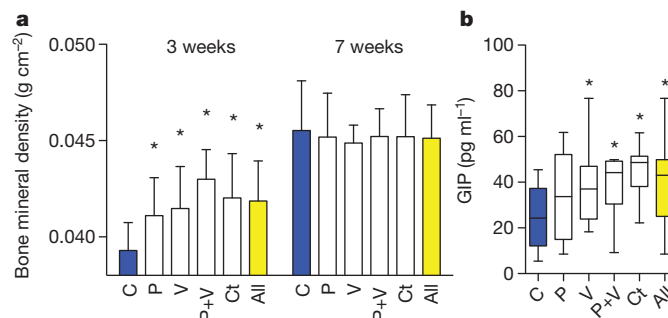 a
3 weeks
7 weeks
Bone mineral density (g cm⁻²)
0.050
0.045
0.040
* * * * *
C P V P+V Ct All
C P V P+V Ct All
b
GIP (pg ml⁻¹)
100
80
60
40
20
0
* * * *
C P V P+V Ct All